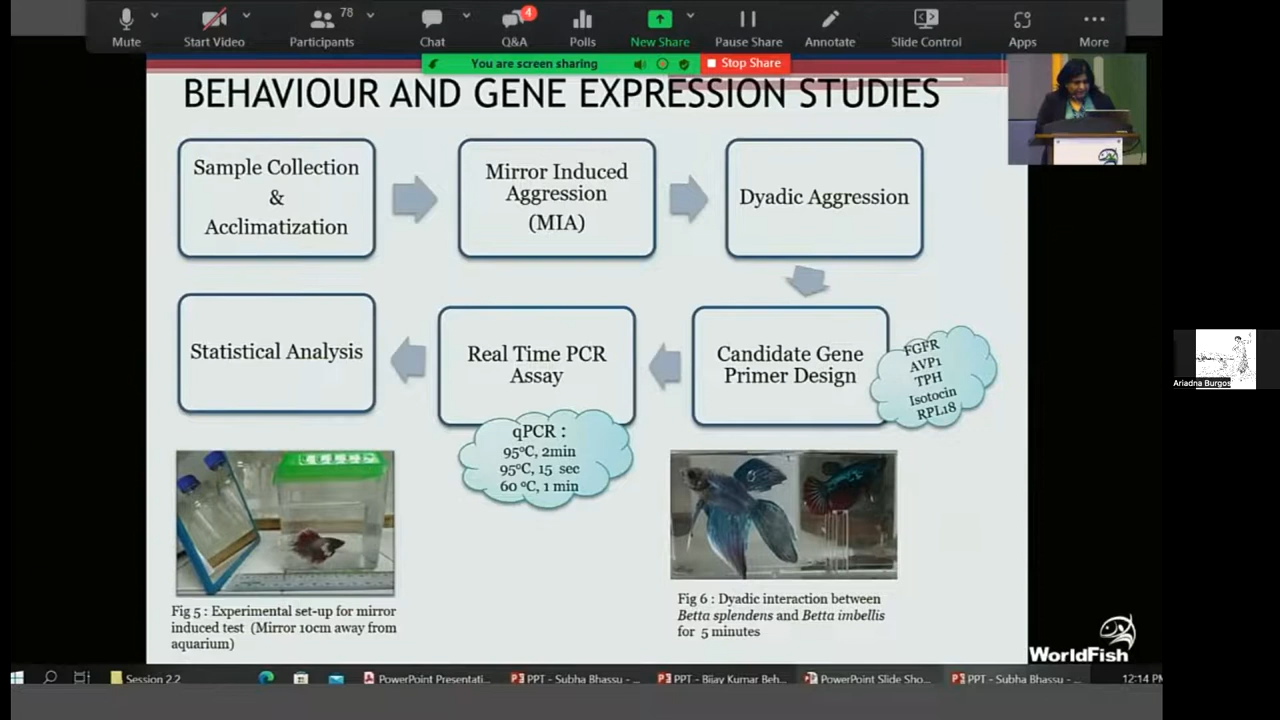 Mute
Start Video
Participants
78
Chat
Q&A
4
Polls
New Share
Pause Share
Annotate
Slide Control
Apps
More
You are screen sharing
Stop Share
BEHAVIOUR AND GENE EXPRESSION STUDIES
Sample Collection
&
Acclimatization
Mirror Induced
Aggression
(MIA)
Dyadic Aggression
Statistical Analysis
Real Time PCR
Assay
Candidate Gene
Primer Design
FGFR
AVP1
TPH
Isotocin
RPL18
qPCR :
95°C, 2min
95°C, 15 sec
60 °C, 1 min
Fig 5 : Experimental set-up for mirror
induced test (Mirror 10cm away from
aquarium)
Fig 6 : Dyadic interaction between
Betta splendens and Betta imbellis
for 5 minutes
WorldFish
Ariadna Burgos
Session 2.2
PowerPoint Presentati...
PPT - Subha Bhassu - ...
PPT - Bijay Kumar Beh...
PowerPoint Slide Sho...
PPT - Subha Bhassu - ...
12:14 PM